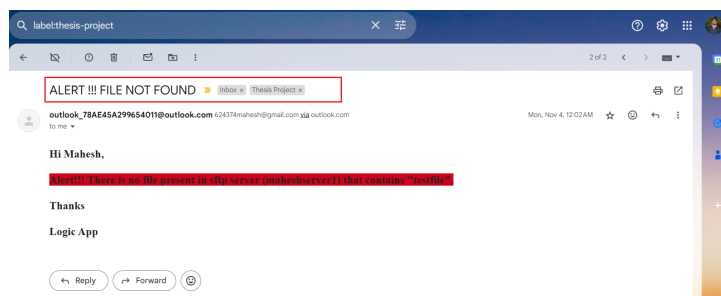 label:thesis-project
2 of 2
ALERT !!! FILE NOT FOUND Inbox x Thesis Project x
outlook_78AE45A299654011@outlook.com 624374mahesh@gmail.com via outlook.com Mon, Nov 4, 12:02 AM
to me
Hi Mahesh,
Alert!!! There is no file present in sftp server (maheshserver1) that contains "testfile".
Thanks
Logic App
Reply Forward